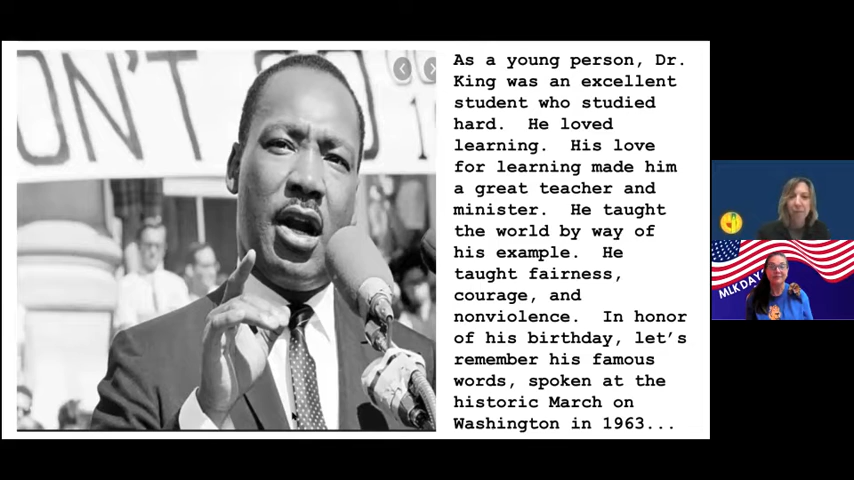 ON'T
As a young person, Dr.
King was an excellent
student who studied
hard. He loved
learning. His love
for learning made him
a great teacher and
minister. He taught
the world by way of
his example. He
taught fairness,
courage, and
nonviolence. In honor
of his birthday, let's
remember his famous
words, spoken at the
historic March on
Washington in 1963...
MLK DAY